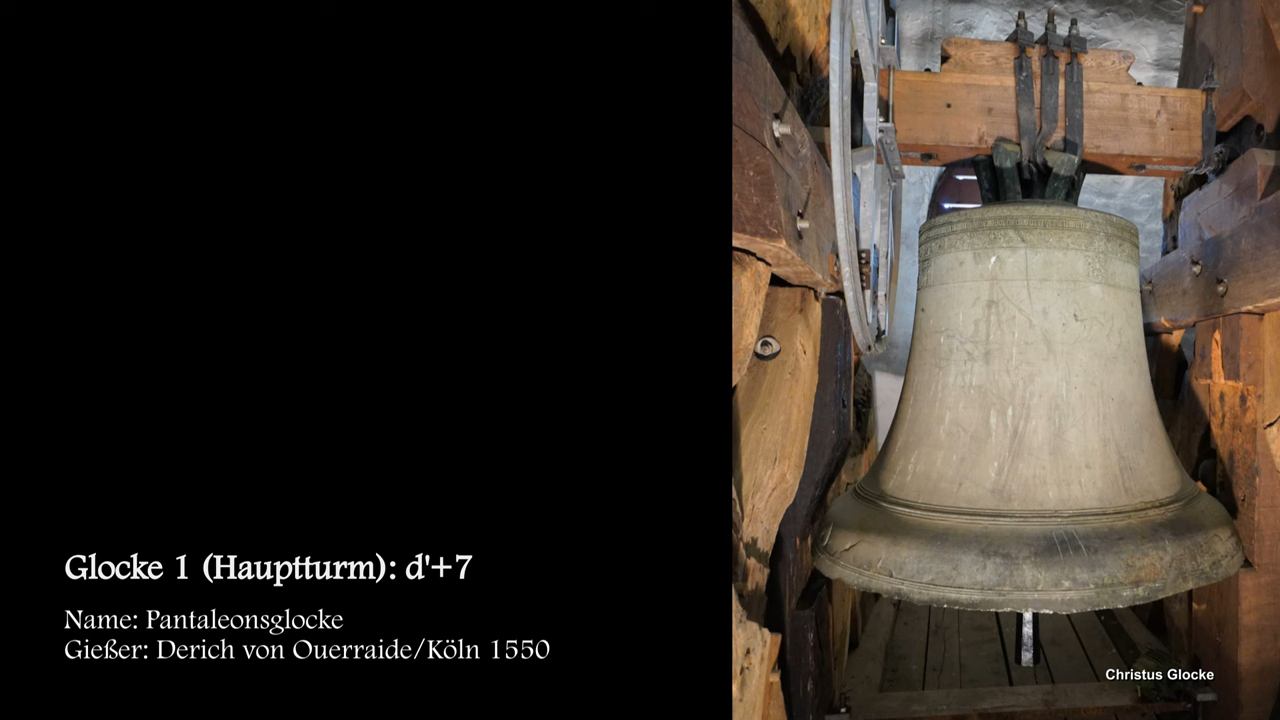 Glocke 1 (Hauptturm): d'+7
Name: Pantaleonsglocke
Gießer: Derich von Ouerraide/Köln 1550
Christus Glocke